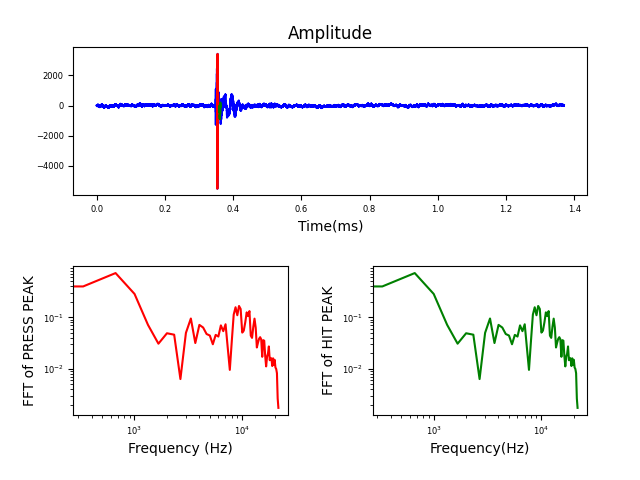 Amplitude
2000
0
−2000
−4000
0.0 0.2 0.4 0.6 0.8 1.0 1.2 1.4
Time(ms)
FFT of PRESS PEAK
10⁻¹
10⁻²
10³ 10⁴
Frequency (Hz)
FFT of HIT PEAK
10⁻¹
10⁻²
10³ 10⁴
Frequency(Hz)